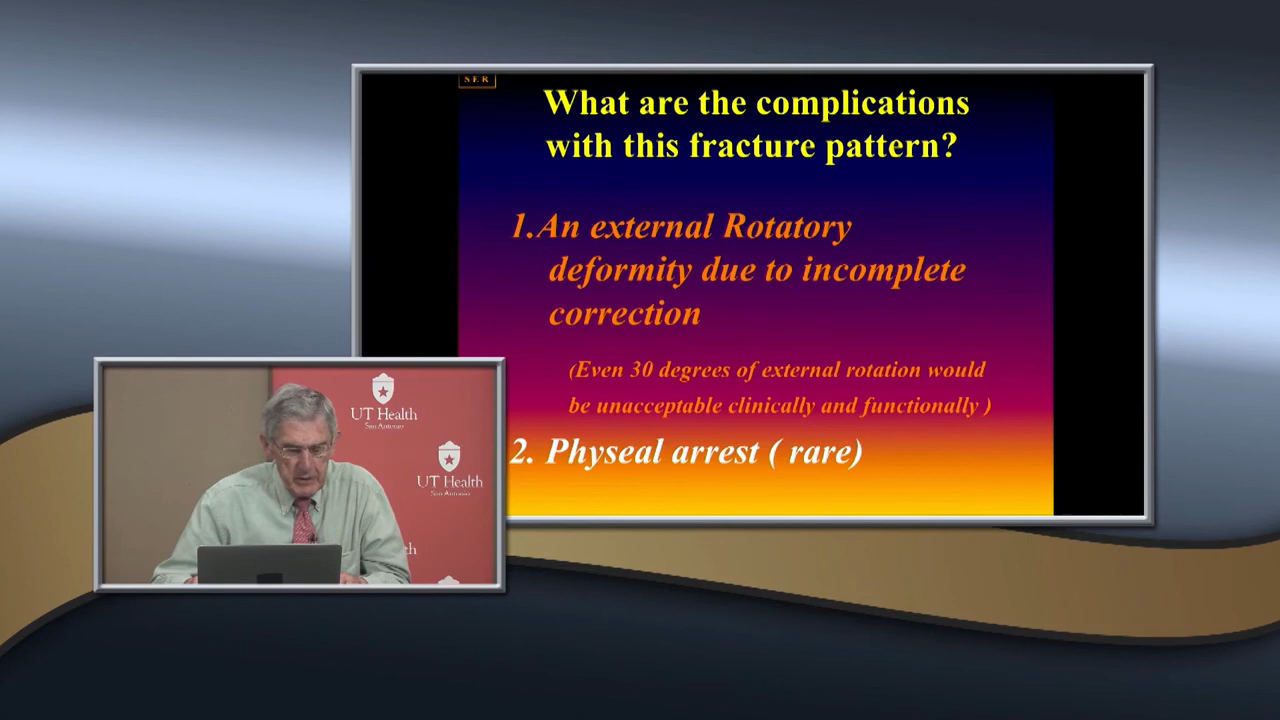 SER
What are the complications
with this fracture pattern?
1.An external Rotatory
deformity due to incomplete
correction
(Even 30 degrees of external rotation would
be unacceptable clinically and functionally )
2. Physeal arrest ( rare)
UT Health
San Antonio
UT Health
San Antonio
th